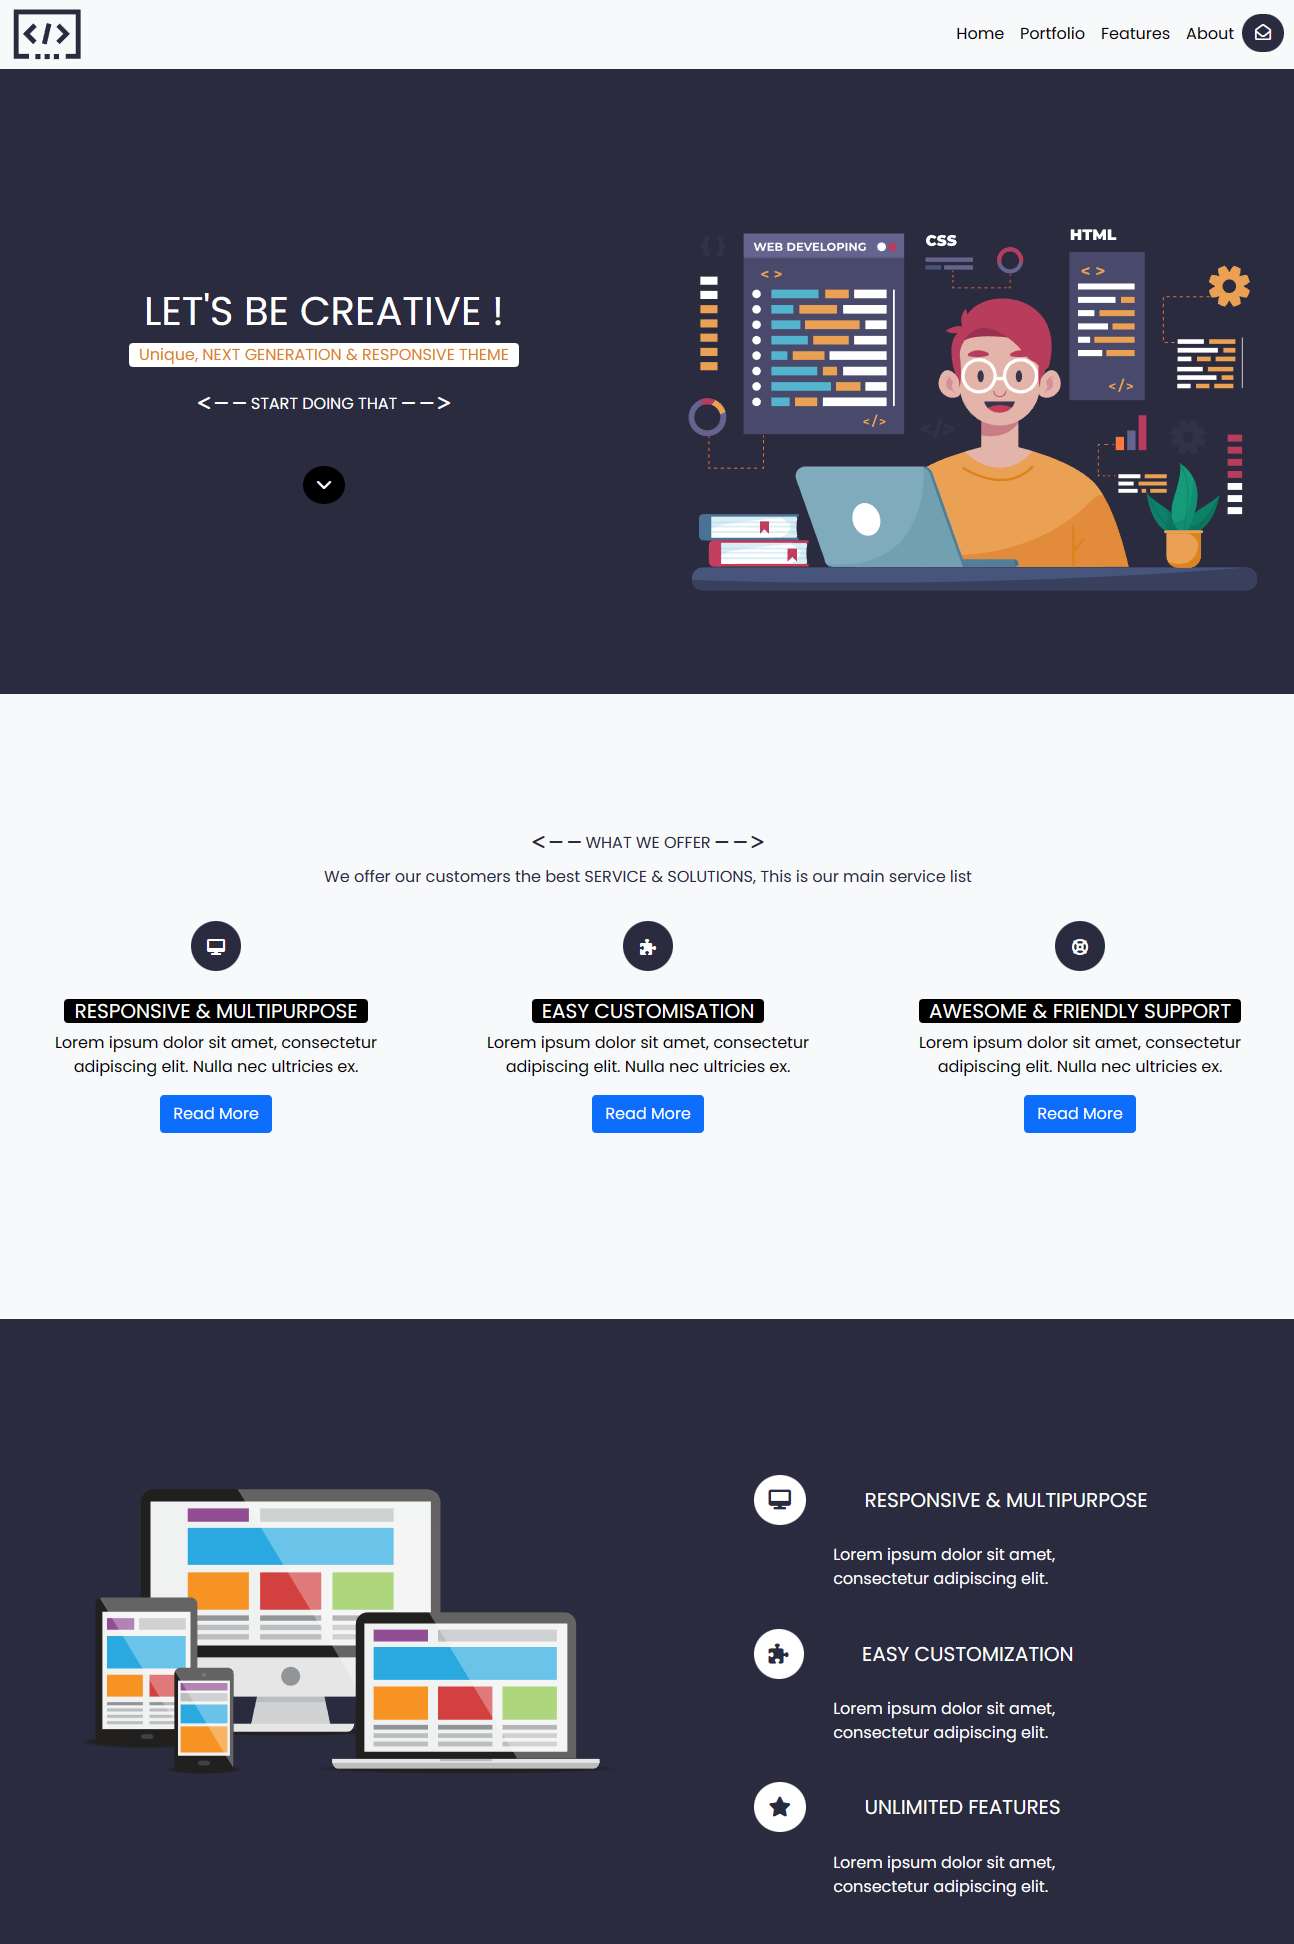 </>
Home Portfolio Features About
LET'S BE CREATIVE !
Unique, NEXT GENERATION & RESPONSIVE THEME
<-- START DOING THAT -->
WEB DEVELOPING
< >
</>
CSS
HTML
< >
</>
</>
<-- WHAT WE OFFER -->
We offer our customers the best SERVICE & SOLUTIONS, This is our main service list
RESPONSIVE & MULTIPURPOSE
Lorem ipsum dolor sit amet, consectetur
adipiscing elit. Nulla nec ultricies ex.
Read More
EASY CUSTOMISATION
Lorem ipsum dolor sit amet, consectetur
adipiscing elit. Nulla nec ultricies ex.
Read More
AWESOME & FRIENDLY SUPPORT
Lorem ipsum dolor sit amet, consectetur
adipiscing elit. Nulla nec ultricies ex.
Read More
RESPONSIVE & MULTIPURPOSE
Lorem ipsum dolor sit amet,
consectetur adipiscing elit.
EASY CUSTOMIZATION
Lorem ipsum dolor sit amet,
consectetur adipiscing elit.
UNLIMITED FEATURES
Lorem ipsum dolor sit amet,
consectetur adipiscing elit.